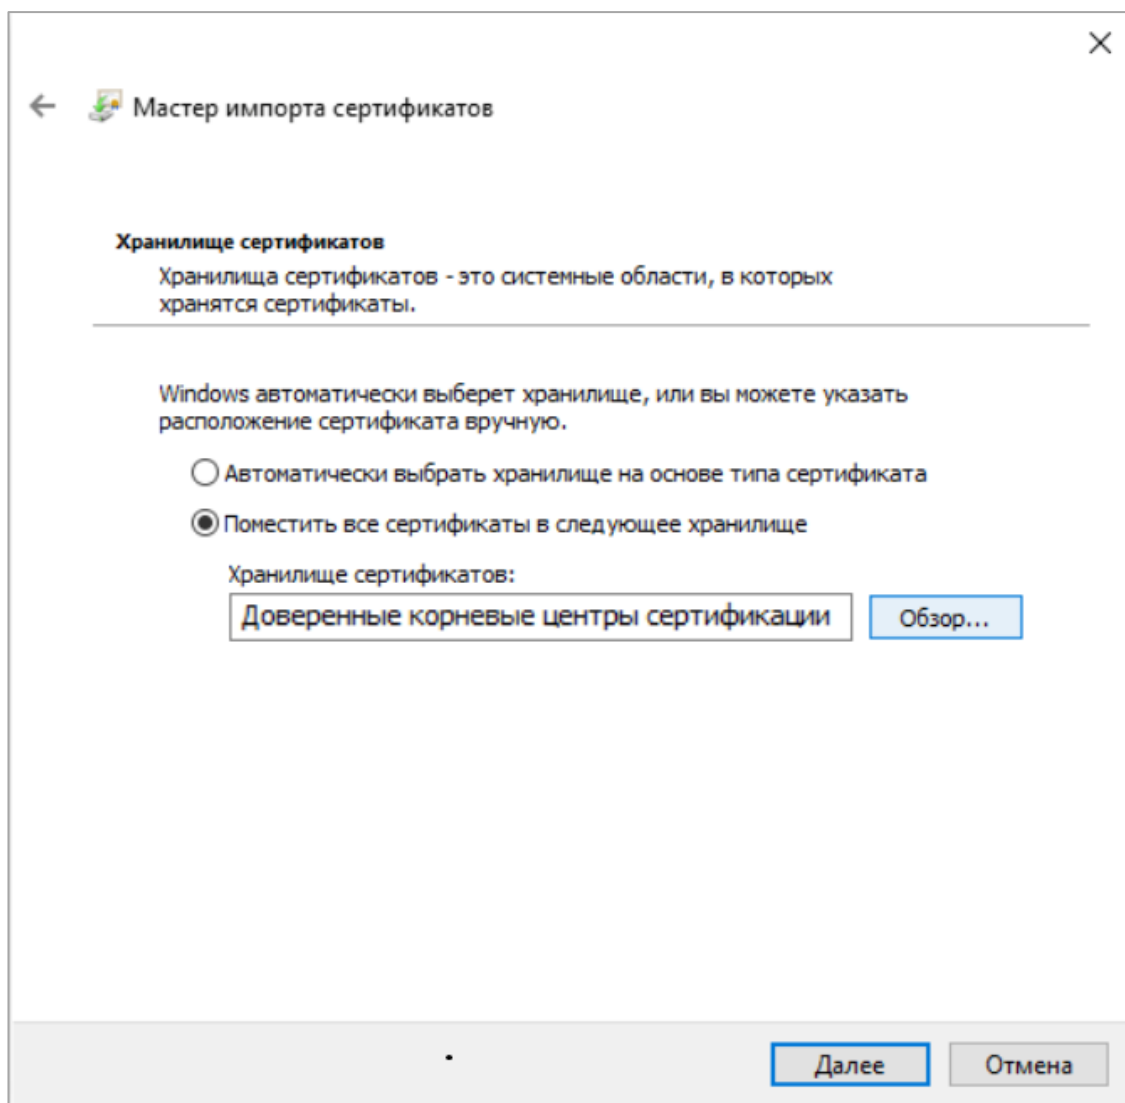 Мастер импорта сертификатов
Хранилище сертификатов
Хранилища сертификатов - это системные области, в которых
хранятся сертификаты.
Windows автоматически выберет хранилище, или вы можете указать
расположение сертификата вручную.
Автоматически выбрать хранилище на основе типа сертификата
Поместить все сертификаты в следующее хранилище
Хранилище сертификатов:
Доверенные корневые центры сертификации
Обзор...
Далее
Отмена